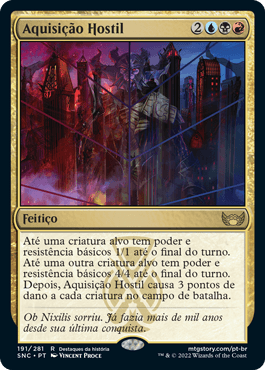 Aquisição Hostil 2
Feitiço
Até uma criatura alvo tem poder e
resistência básicos 1/1 até o final do turno.
Até uma outra criatura alvo tem poder e
resistência básicos 4/4 até o final do turno.
Depois, Aquisição Hostil causa 3 pontos de
dano a cada criatura no campo de batalha.
Ob Nixilis sorriu. Já fazia mais de mil anos
desde sua última conquista.
191/281 R Destaques da história mtgstory.com/pt-br
SNC • PT VINCENT PROCE ™ & © 2022 Wizards of the Coast